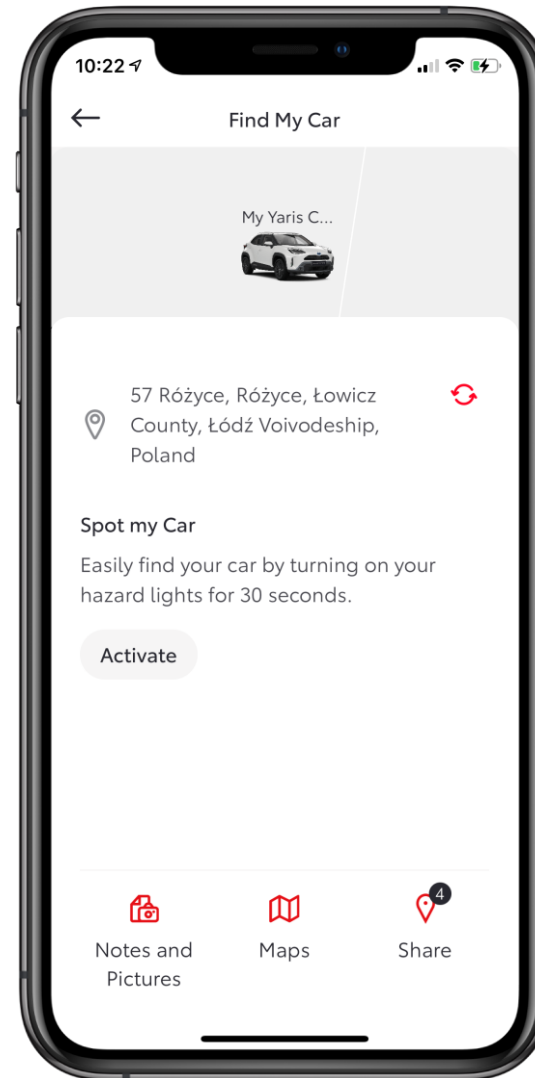 10:22
Find My Car
My Yaris C...
57 Różyce, Różyce, Łowicz
County, Łódź Voivodeship,
Poland
Spot my Car
Easily find your car by turning on your
hazard lights for 30 seconds.
Activate
4
Notes and
Pictures
Maps
Share